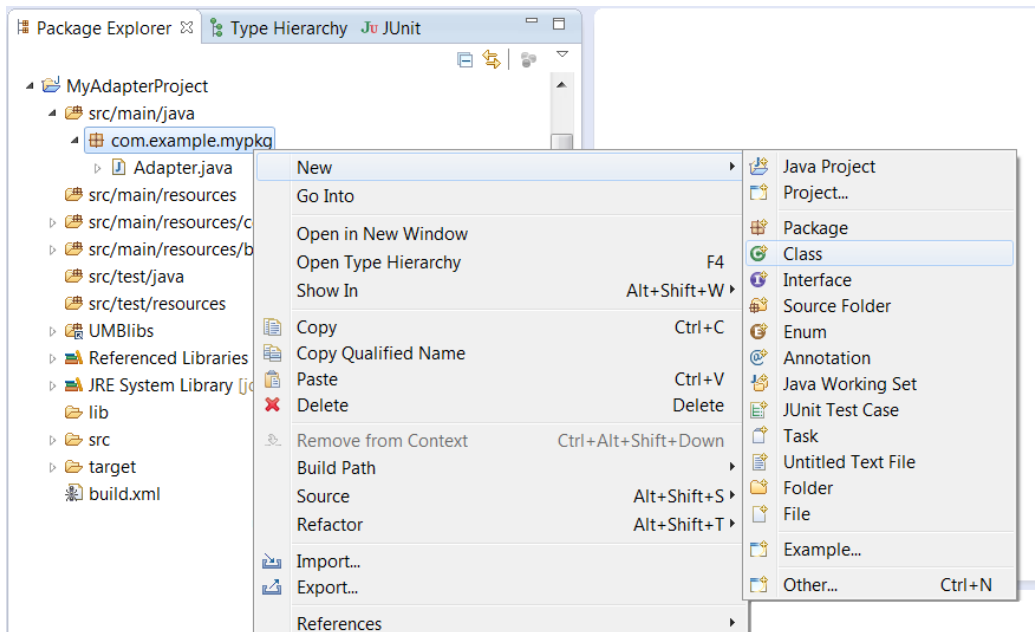 Package Explorer Type Hierarchy Ju JUnit
MyAdapterProject
src/main/java
com.example.mypkg
Adapter.java
src/main/resources
src/main/resources/c
src/main/resources/b
src/test/java
src/test/resources
UMBlibs
Referenced Libraries
JRE System Library
lib
src
target
build.xml
New
Go Into
Open in New Window
Open Type Hierarchy F4
Show In Alt+Shift+W
Copy Ctrl+C
Copy Qualified Name
Paste Ctrl+V
Delete Delete
Remove from Context Ctrl+Alt+Shift+Down
Build Path
Source Alt+Shift+S
Refactor Alt+Shift+T
Import...
Export...
References
Java Project
Project...
Package
Class
Interface
Source Folder
Enum
Annotation
Java Working Set
JUnit Test Case
Task
Untitled Text File
Folder
File
Example...
Other... Ctrl+N